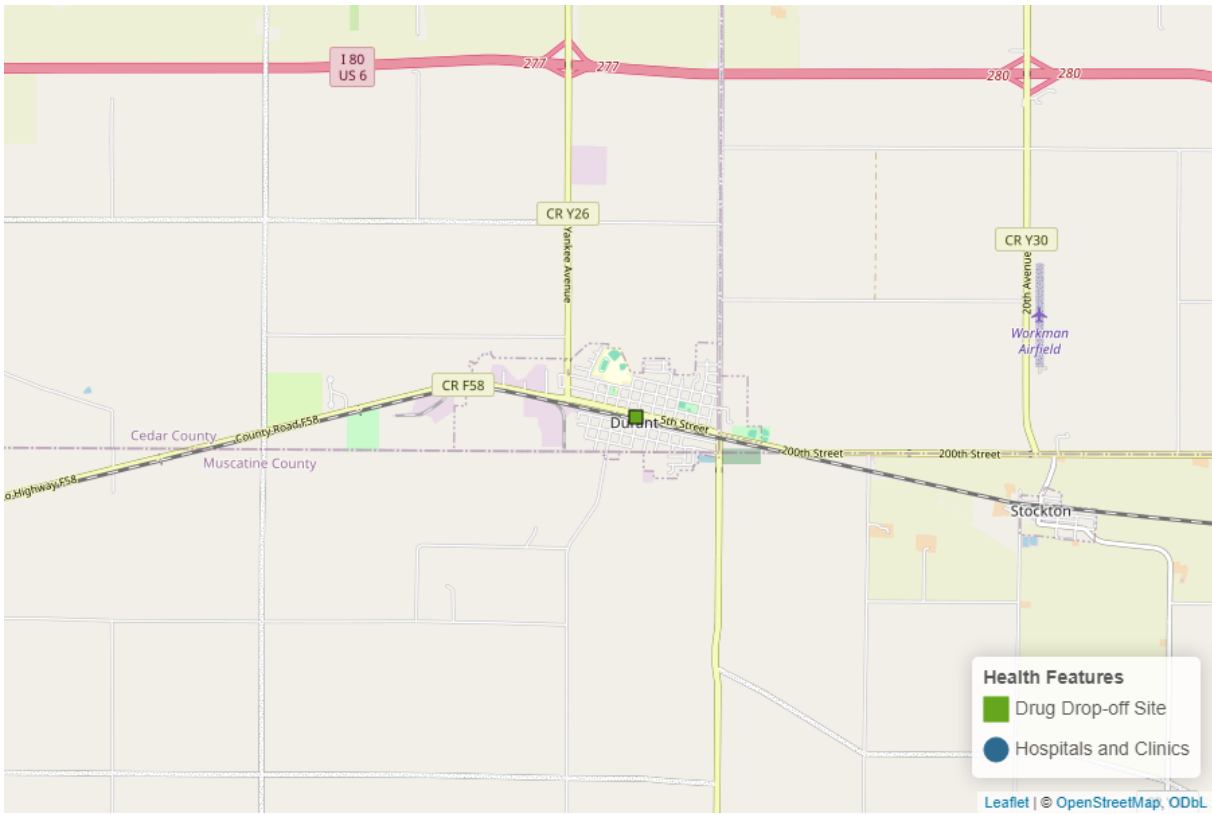 I 80
US 6
277
277
280
280
CR Y26
Yankee Avenue
CR Y30
20th Avenue
Workman
Airfield
CR F58
County Road F58
Durant
5th Street
Cedar County
Muscatine County
200th Street
200th Street
Highway F58
Stockton
Health Features
Drug Drop-off Site
Hospitals and Clinics
Leaflet | © OpenStreetMap, ODbL